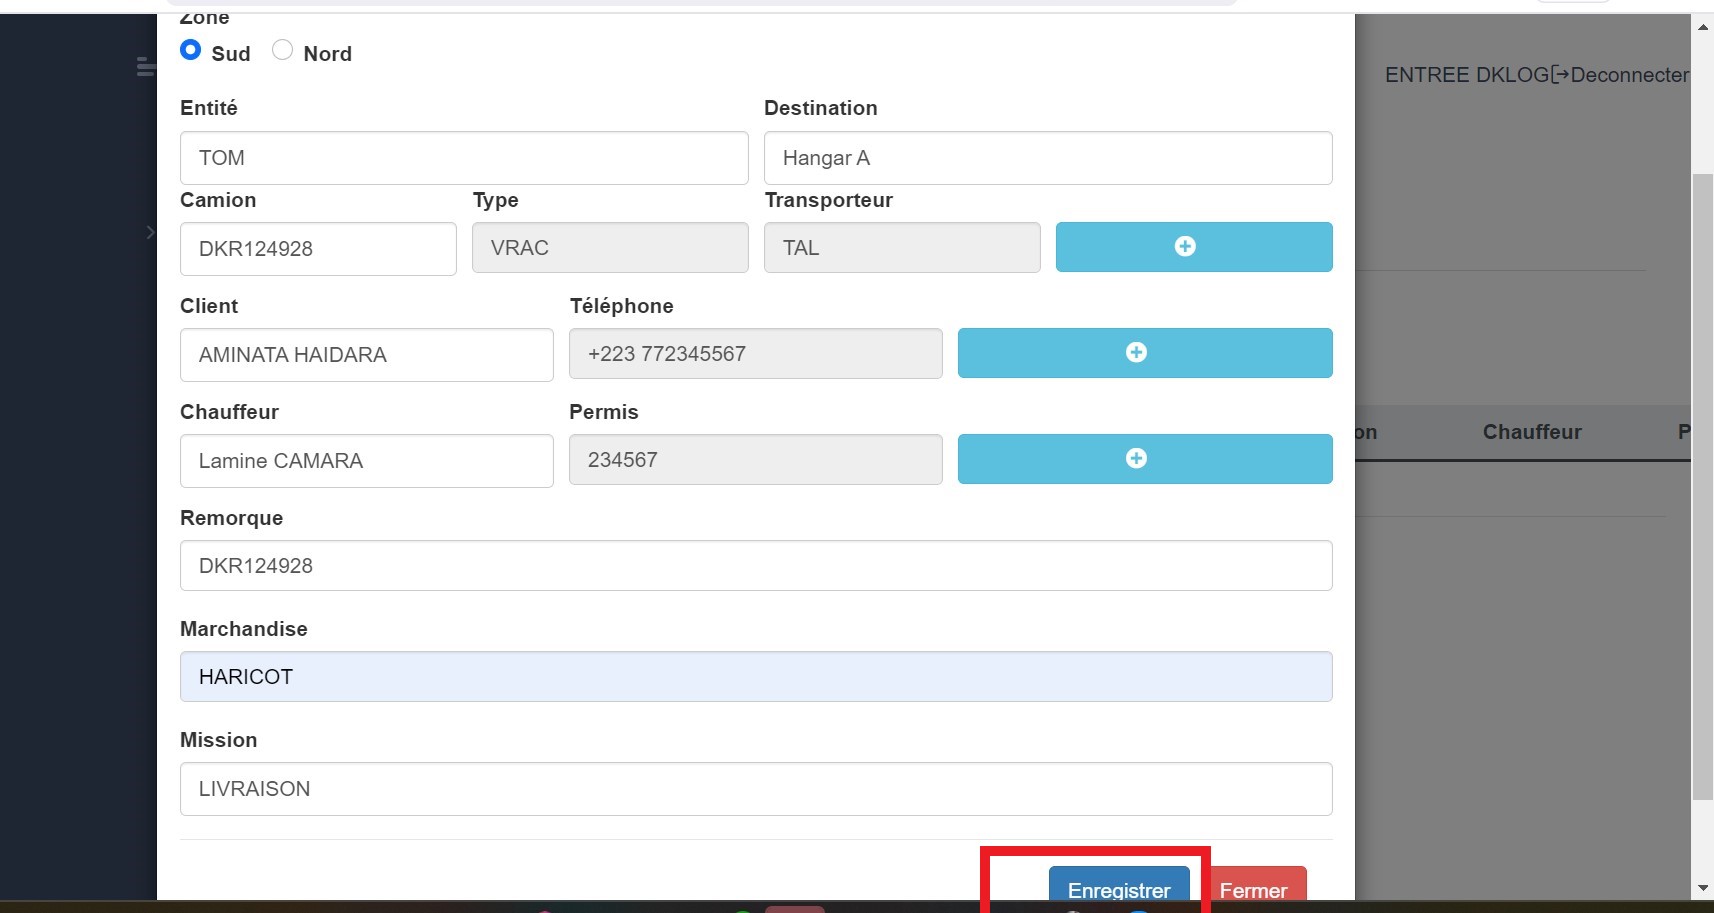 Zone
Sud Nord
ENTREE DKLOG Deconnecter
Entité Destination
TOM Hangar A
Camion Type Transporteur
DKR124928 VRAC TAL
Client Téléphone
AMINATA HAIDARA +223 772345567
Chauffeur Permis
on Chauffeur P
Lamine CAMARA 234567
Remorque
DKR124928
Marchandise
HARICOT
Mission
LIVRAISON
Enregistrer Fermer